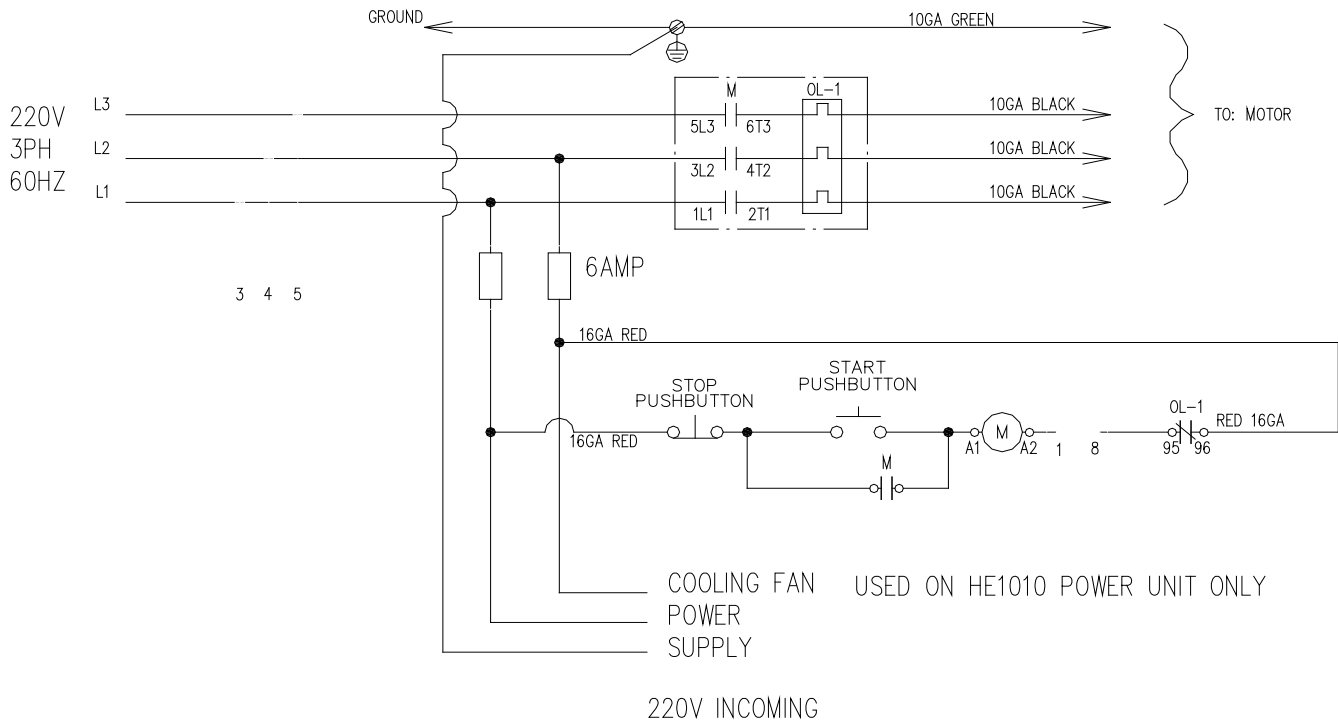 GROUND
10GA GREEN
220V
3PH
60HZ
L3
L2
L1
M
OL-1
5L3
6T3
3L2
4T2
1L1
2T1
10GA BLACK
10GA BLACK
10GA BLACK
TO: MOTOR
3 4 5
6AMP
16GA RED
STOP
PUSHBUTTON
START
PUSHBUTTON
16GA RED
M
A1
A2
1
8
OL-1
95
96
RED 16GA
M
COOLING FAN
POWER
SUPPLY
USED ON HE1010 POWER UNIT ONLY
220V INCOMING